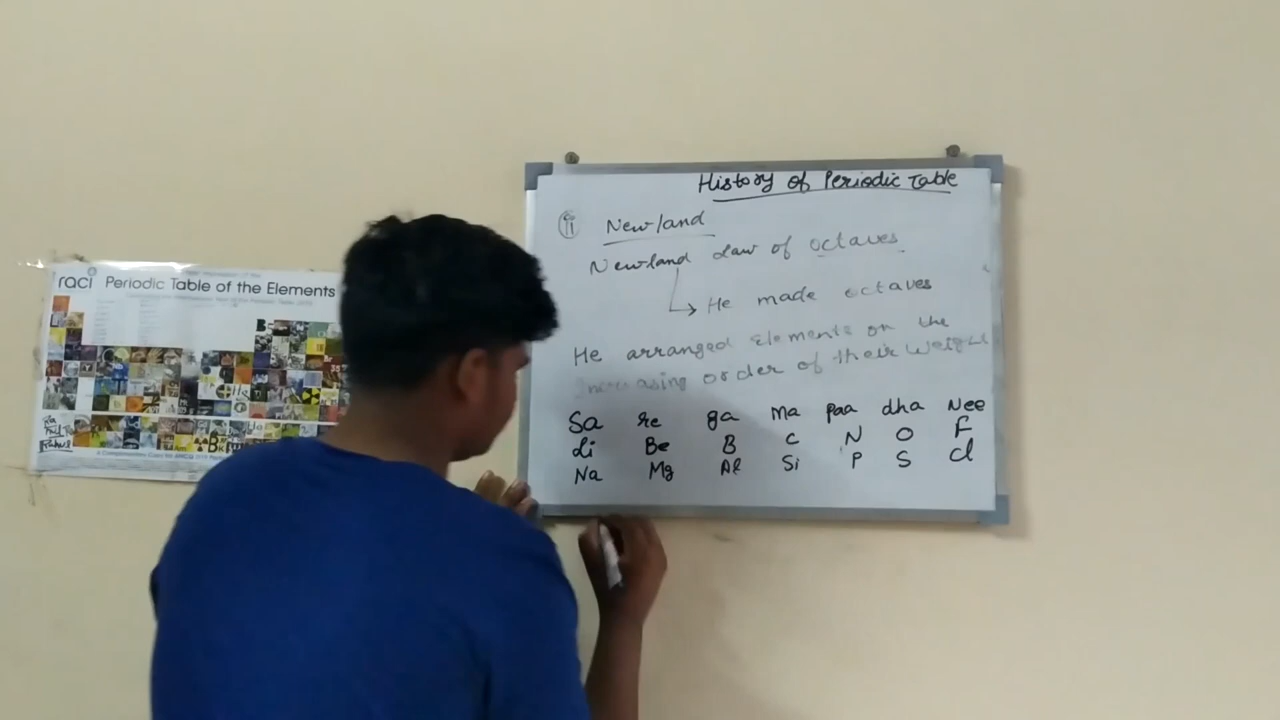 History of Periodic Table
ii Newland
Newland Law of octaves
He made octaves
He arranged Elements on the
Increasing order of their weight
Sa re ga Ma Paa dha Nee
Li Be B C N O F
Na Mg Al Si P S Cl
raci Periodic Table of the Elements